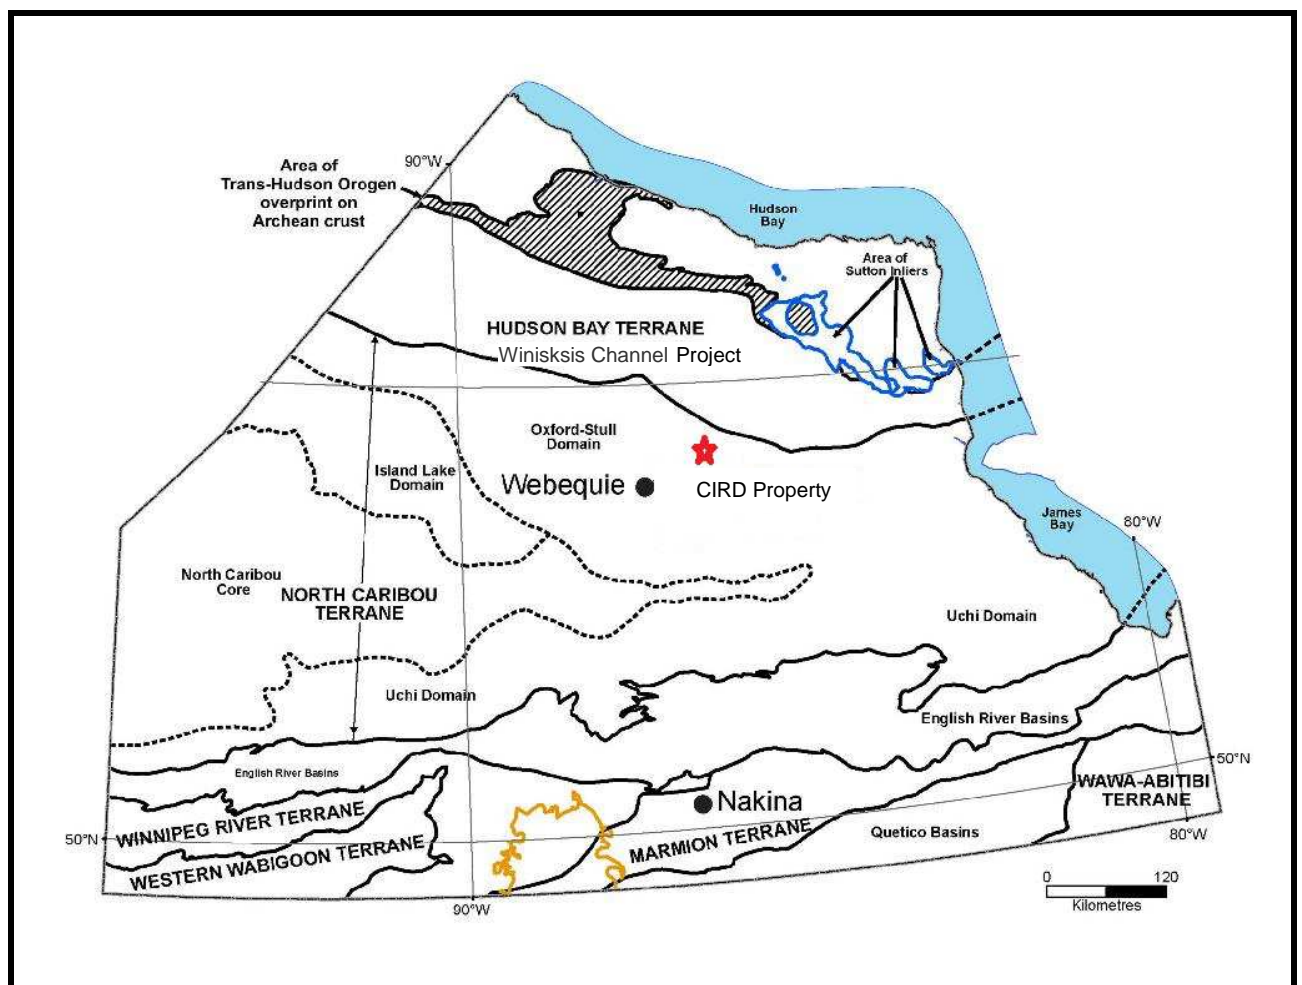 90°W
Area of
Trans-Hudson Orogen
overprint on
Archean crust
Hudson
Bay
Area of
Sutton Inliers
HUDSON BAY TERRANE
Winisksis Channel Project
Oxford-Stull
Domain
Island Lake
Domain
Webequie
CIRD Property
James
Bay
80°W
North Caribou
Core
NORTH CARIBOU
TERRANE
Uchi Domain
Uchi Domain
English River Basins
English River Basins
50°N
WAWA-ABITIBI
TERRANE
Nakina
WINNIPEG RIVER TERRANE
50°N
WESTERN WABIGOON TERRANE
MARMION TERRANE
Quetico Basins
80°W
90°W
0 120
Kilometres